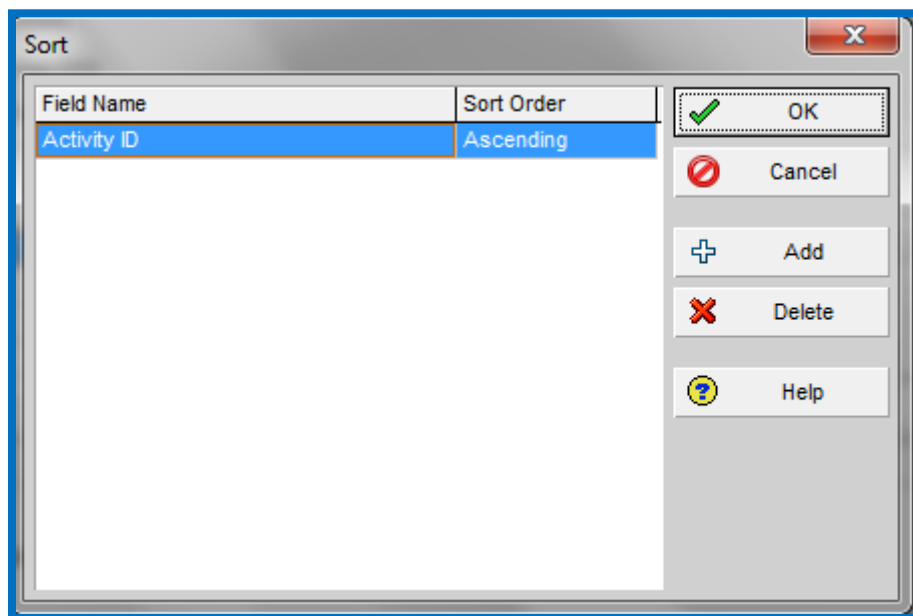 Sort
Field Name Sort Order
Activity ID Ascending
OK
Cancel
Add
Delete
Help